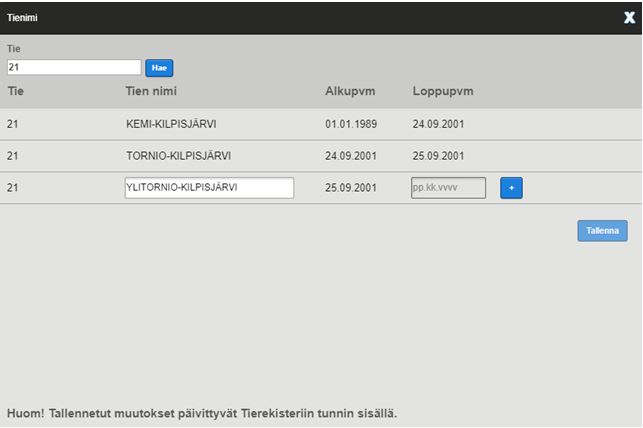 Tienimi X
Tie
21 Hae
Tie Tien nimi Alkupvm Loppupvm
21 KEMI-KILPISJÄRVI 01.01.1989 24.09.2001
21 TORNIO-KILPISJÄRVI 24.09.2001 25.09.2001
21 YLITORNIO-KILPISJÄRVI 25.09.2001 pp.kk.vvvv +
Tallenna
Huom! Tallennetut muutokset päivittyvät Tierekisteriin tunnin sisällä.